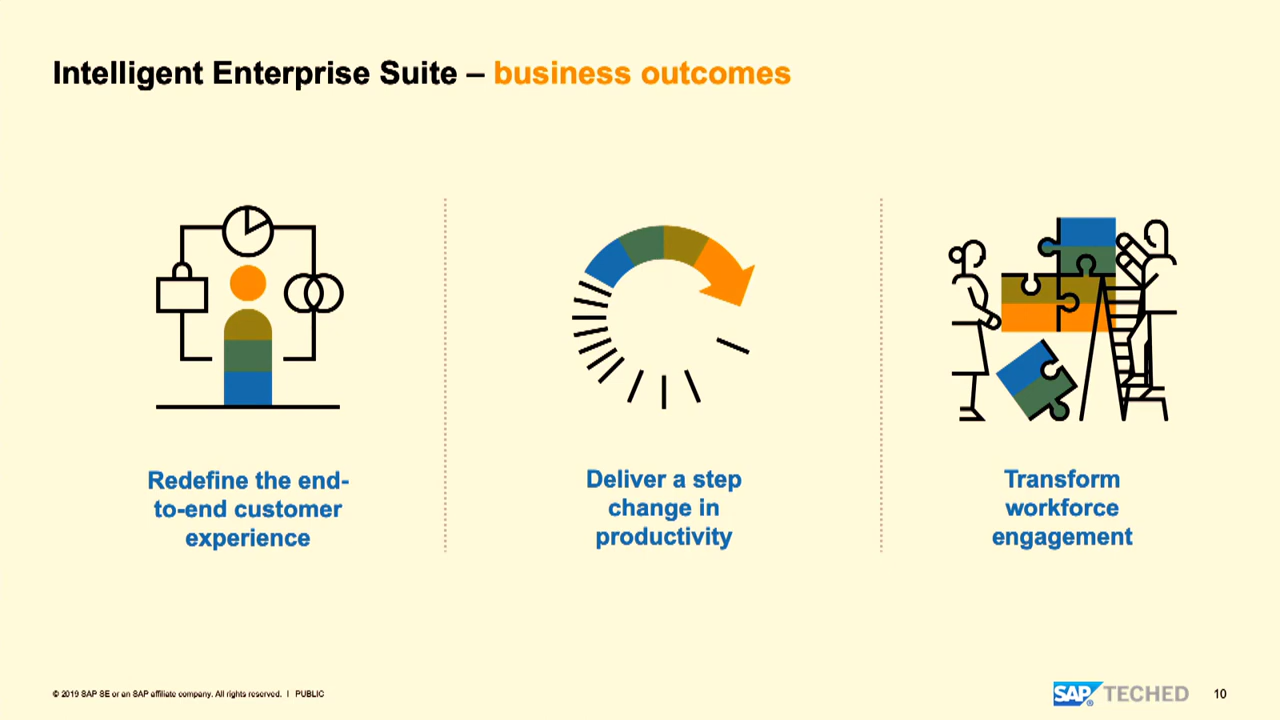 Intelligent Enterprise Suite – business outcomes
Redefine the end-
to-end customer
experience
Deliver a step
change in
productivity
Transform
workforce
engagement
© 2019 SAP SE or an SAP affiliate company. All rights reserved. I PUBLIC
SAP® TECHED
10